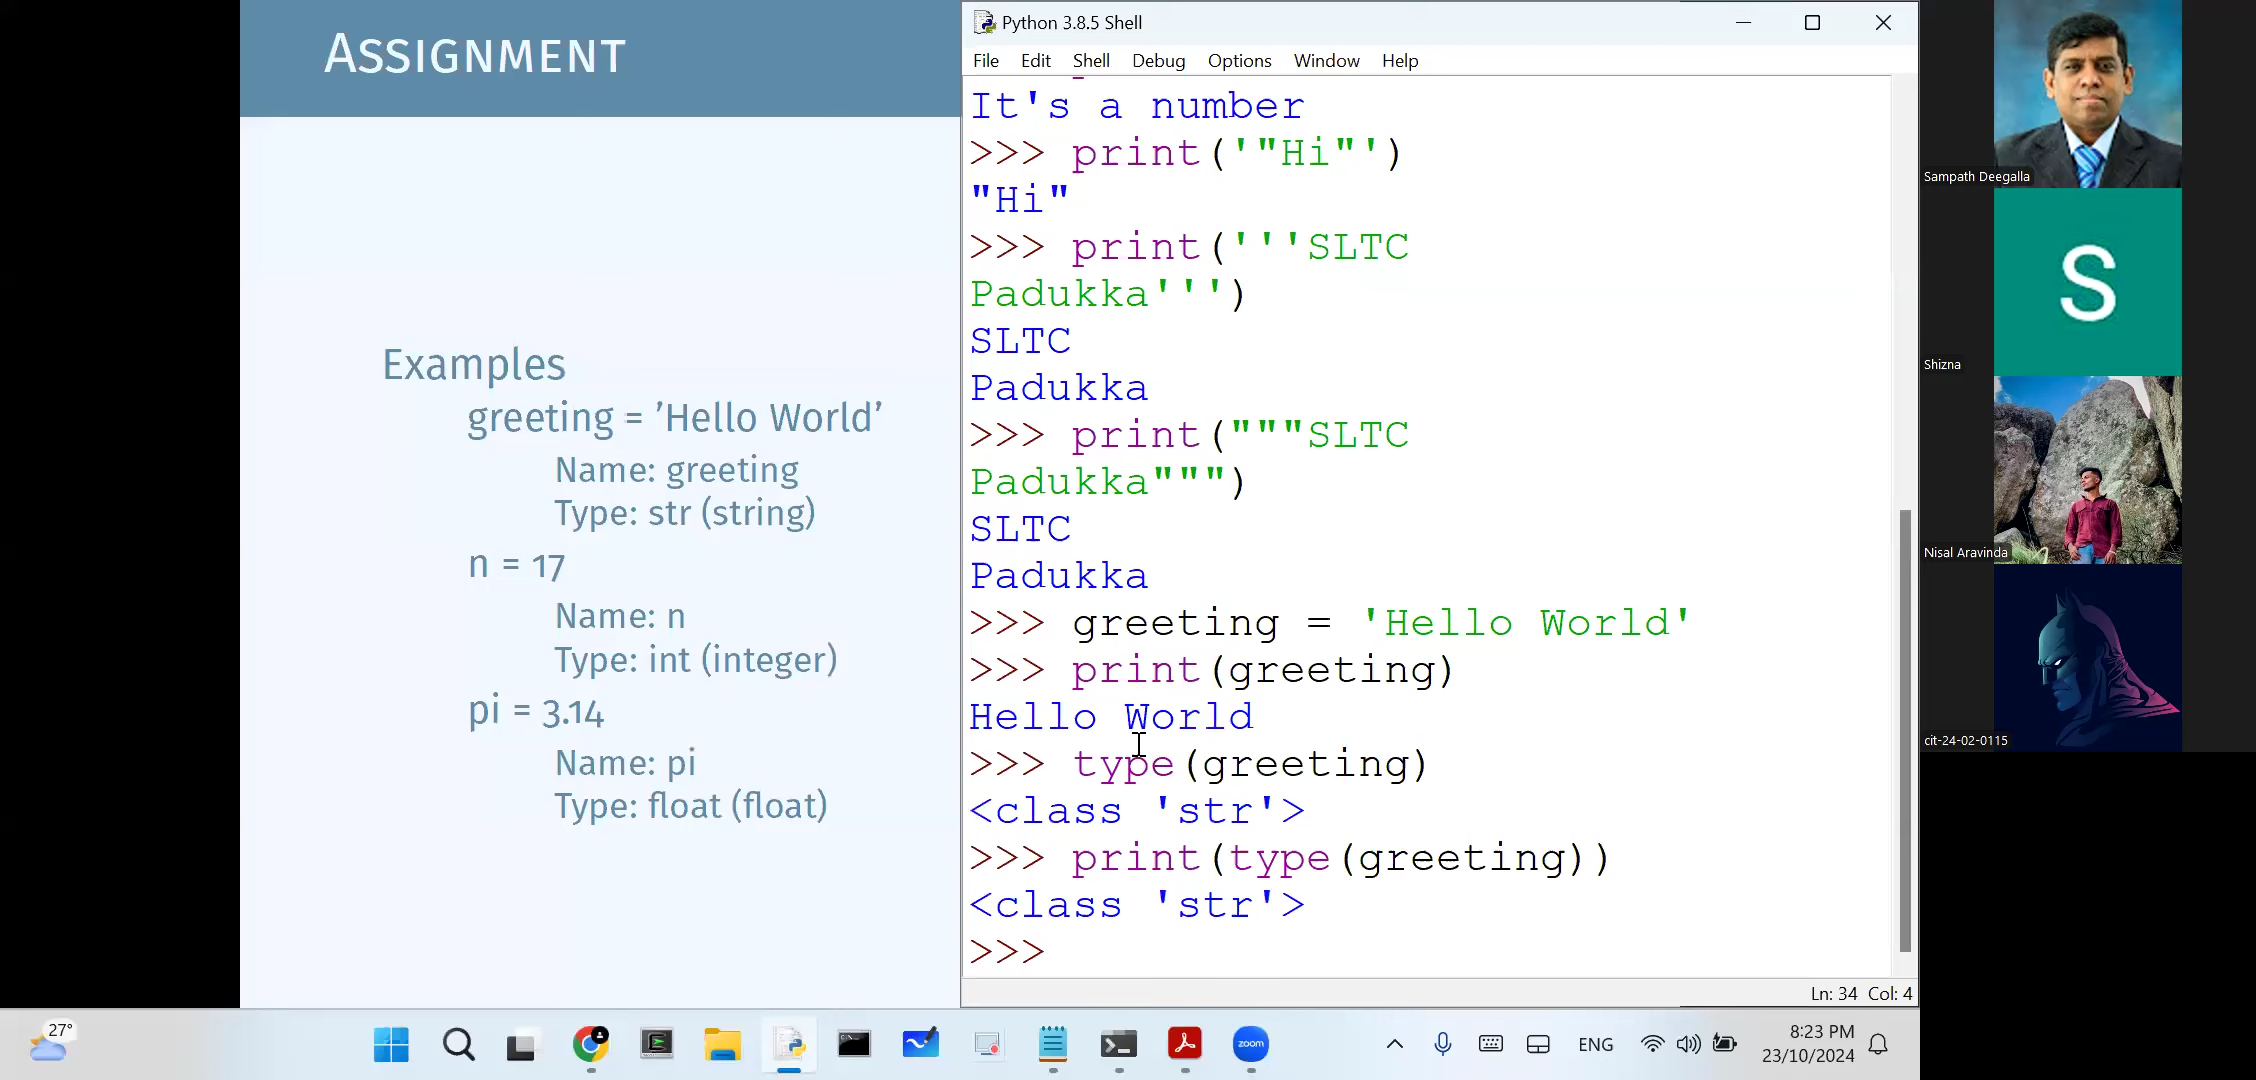 ASSIGNMENT
Examples
greeting = ’Hello World’
Name: greeting
Type: str (string)
n = 17
Name: n
Type: int (integer)
pi = 3.14
Name: pi
Type: float (float)
Python 3.8.5 Shell
File Edit Shell Debug Options Window Help
It's a number
>>> print('"Hi"')
"Hi"
>>> print('''SLTC
Padukka''')
SLTC
Padukka
>>> print("""SLTC
Padukka""")
SLTC
Padukka
>>> greeting = 'Hello World'
>>> print(greeting)
Hello World
>>> type(greeting)
<class 'str'>
>>> print(type(greeting))
<class 'str'>
>>>
Ln: 34 Col: 4
Sampath Deegalla
S
Shizna
Nisal Aravinda
cit-24-02-0115
27°
zoom
ENG
8:23 PM
23/10/2024